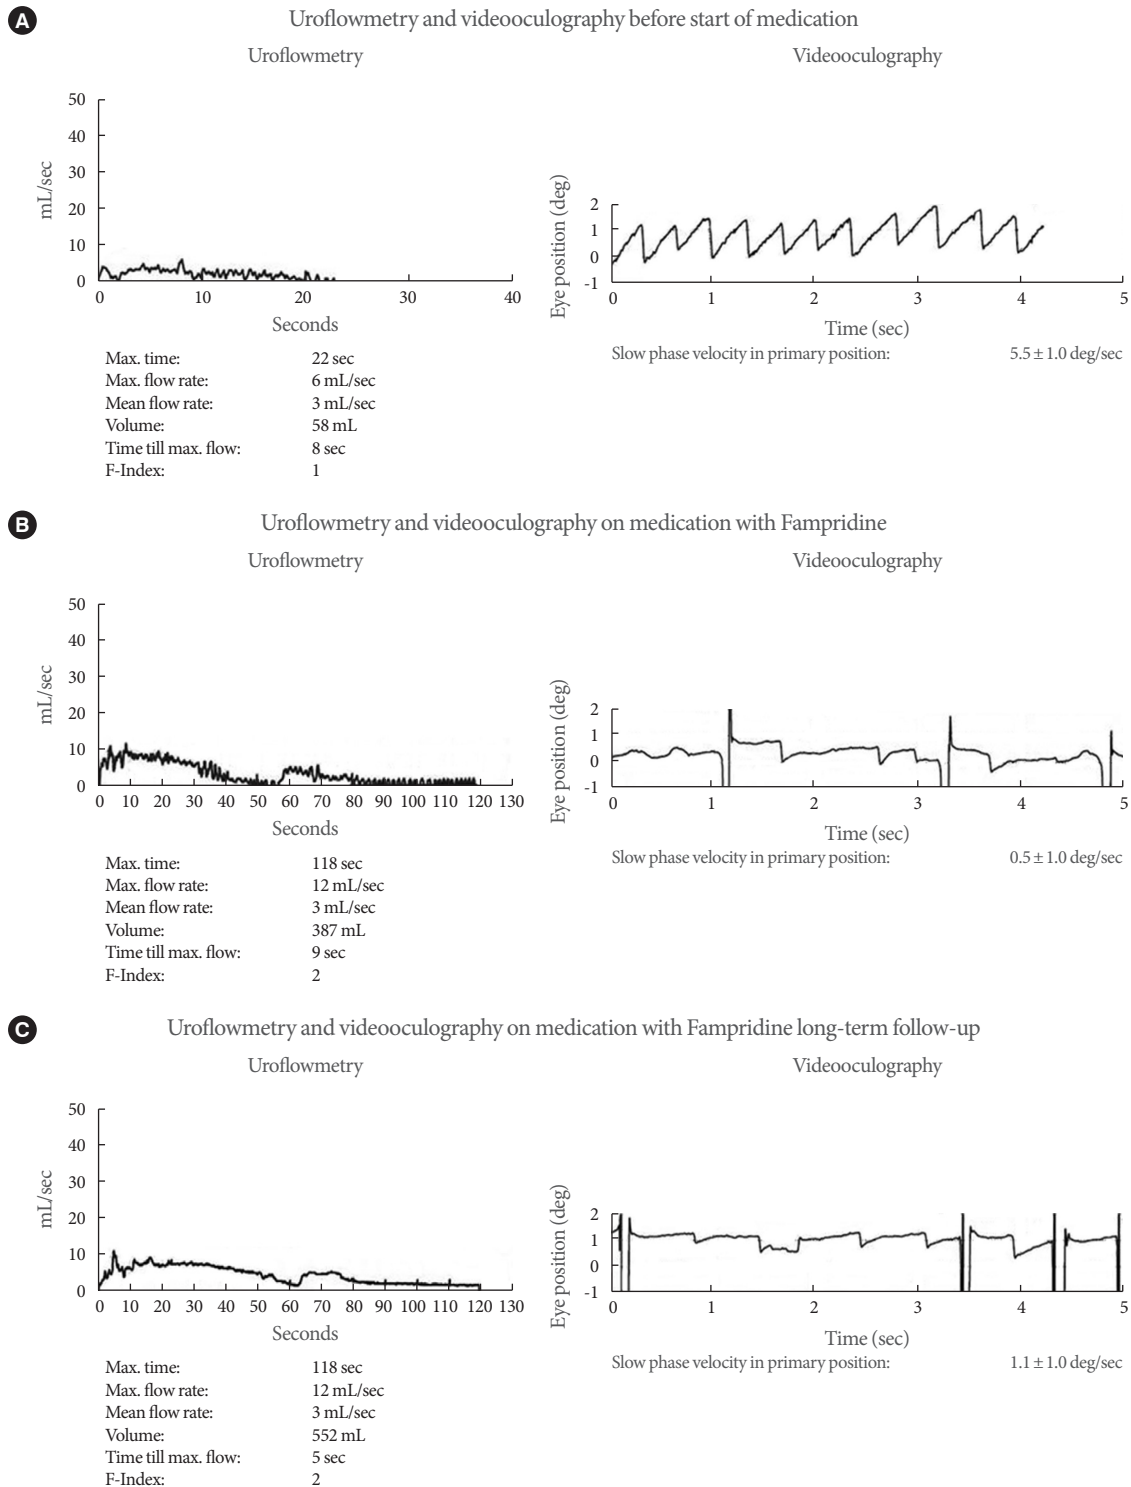 A Uroflowmetry and videooculography before start of medication
Uroflowmetry
50
40
30
20
10
0
mL/sec
0 10 20 30 40
Seconds
Max. time: 22 sec
Max. flow rate: 6 mL/sec
Mean flow rate: 3 mL/sec
Volume: 58 mL
Time till max. flow: 8 sec
F-Index: 1
Videooculography
2
1
0
-1
Eye position (deg)
0 1 2 3 4 5
Time (sec)
Slow phase velocity in primary position: 5.5 ± 1.0 deg/sec
B Uroflowmetry and videooculography on medication with Fampridine
Uroflowmetry
50
40
30
20
10
0
mL/sec
0 10 20 30 40 50 60 70 80 90 100 110 120 130
Seconds
Max. time: 118 sec
Max. flow rate: 12 mL/sec
Mean flow rate: 3 mL/sec
Volume: 387 mL
Time till max. flow: 9 sec
F-Index: 2
Videooculography
2
1
0
-1
Eye position (deg)
0 1 2 3 4 5
Time (sec)
Slow phase velocity in primary position: 0.5 ± 1.0 deg/sec
C Uroflowmetry and videooculography on medication with Fampridine long-term follow-up
Uroflowmetry
50
40
30
20
10
0
mL/sec
0 10 20 30 40 50 60 70 80 90 100 110 120 130
Seconds
Max. time: 118 sec
Max. flow rate: 12 mL/sec
Mean flow rate: 3 mL/sec
Volume: 552 mL
Time till max. flow: 5 sec
F-Index: 2
Videooculography
2
1
0
-1
Eye position (deg)
0 1 2 3 4 5
Time (sec)
Slow phase velocity in primary position: 1.1 ± 1.0 deg/sec